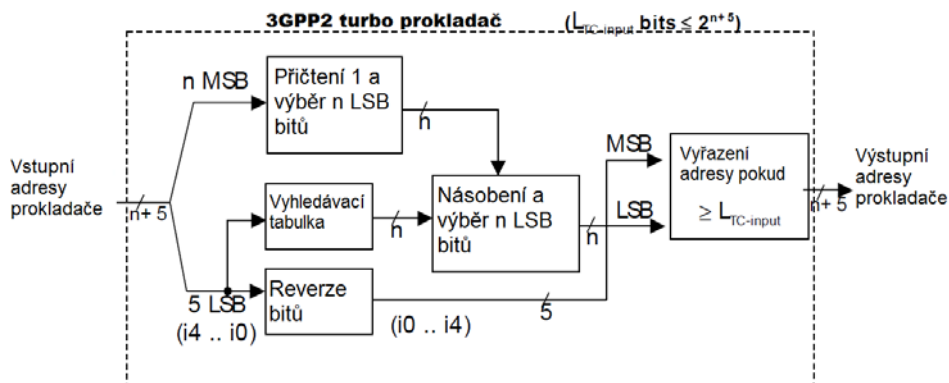 3GPP2 turbo prokladač (L_TC-input bits ≤ 2^n+5)
n MSB
Přičtení 1 a
výběr n LSB
bitů
n
Vstupní
adresy
prokladače
n+ 5
Vyhledávací
tabulka
n
Násobení a
výběr n LSB
bitů
n
MSB
LSB
Vyřazení
adresy pokud
≥ L_TC-input
n+ 5
Výstupní
adresy
prokladače
5 LSB
(i4 .. i0)
Reverze
bitů
(i0 .. i4)
5